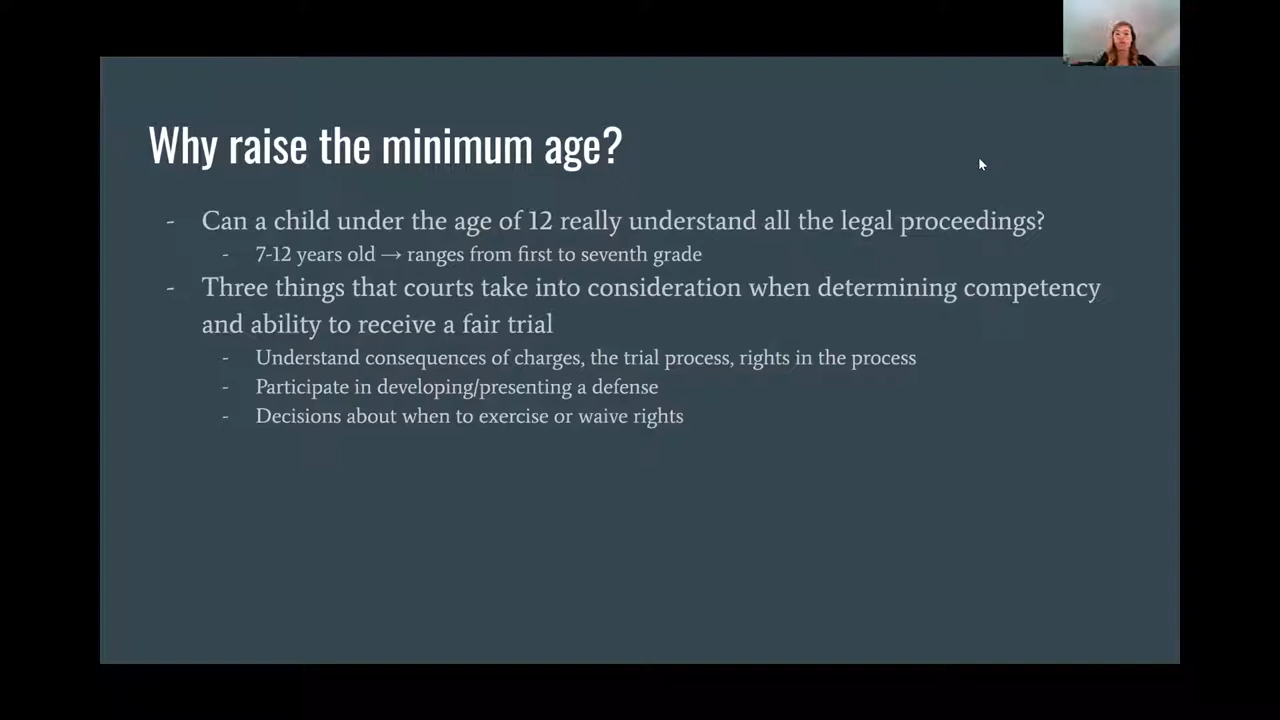 Why raise the minimum age?
- Can a child under the age of 12 really understand all the legal proceedings?
- 7-12 years old → ranges from first to seventh grade
- Three things that courts take into consideration when determining competency
and ability to receive a fair trial
- Understand consequences of charges, the trial process, rights in the process
- Participate in developing/presenting a defense
- Decisions about when to exercise or waive rights